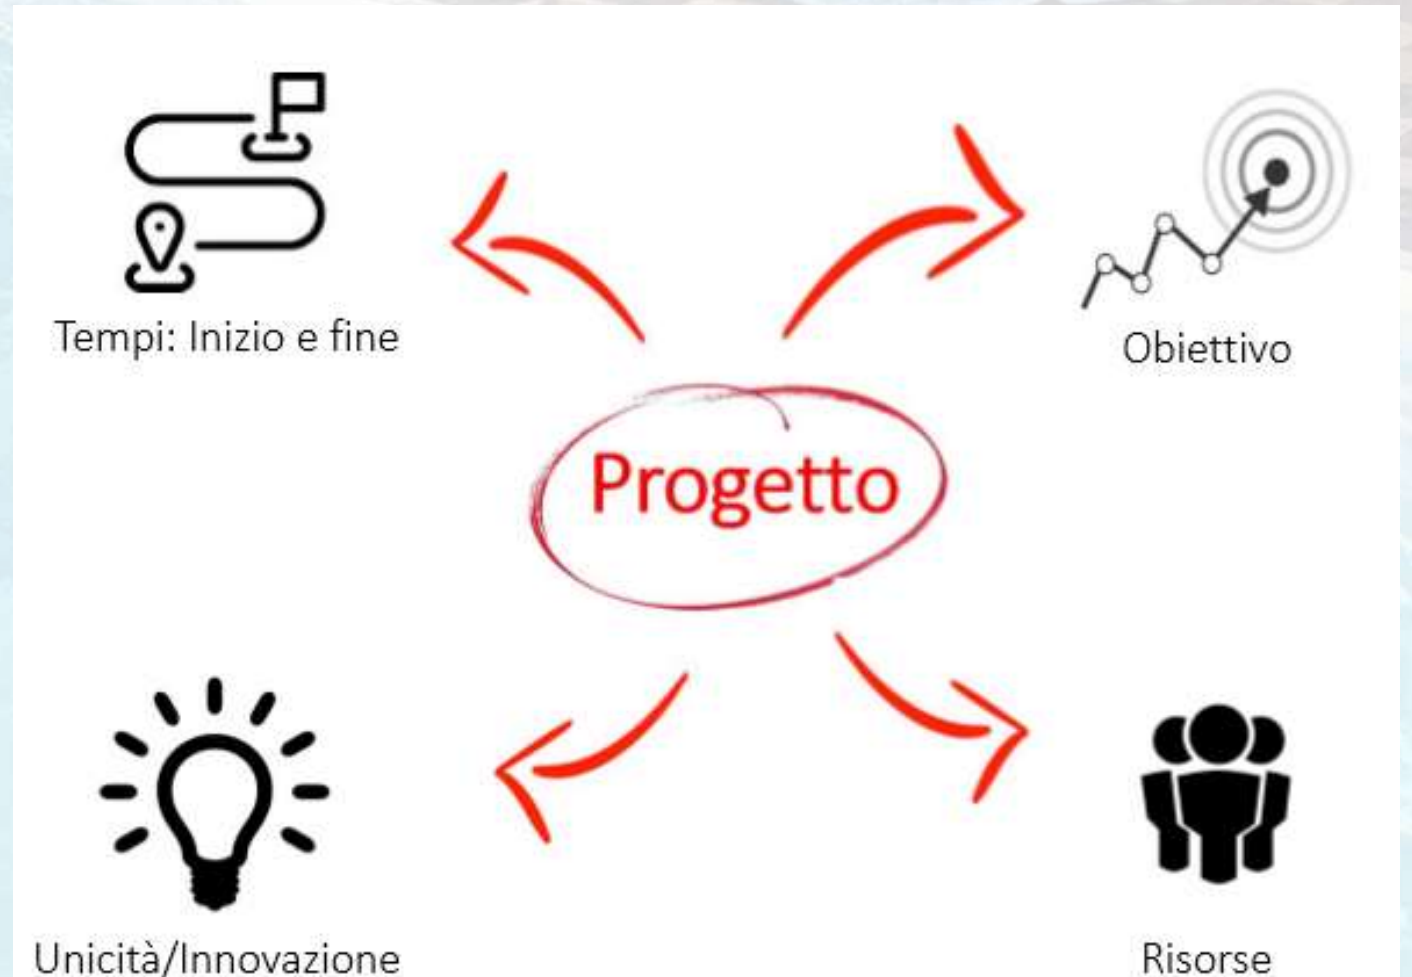 Tempi: Inizio e fine
Obiettivo
Progetto
Unicità/Innovazione
Risorse